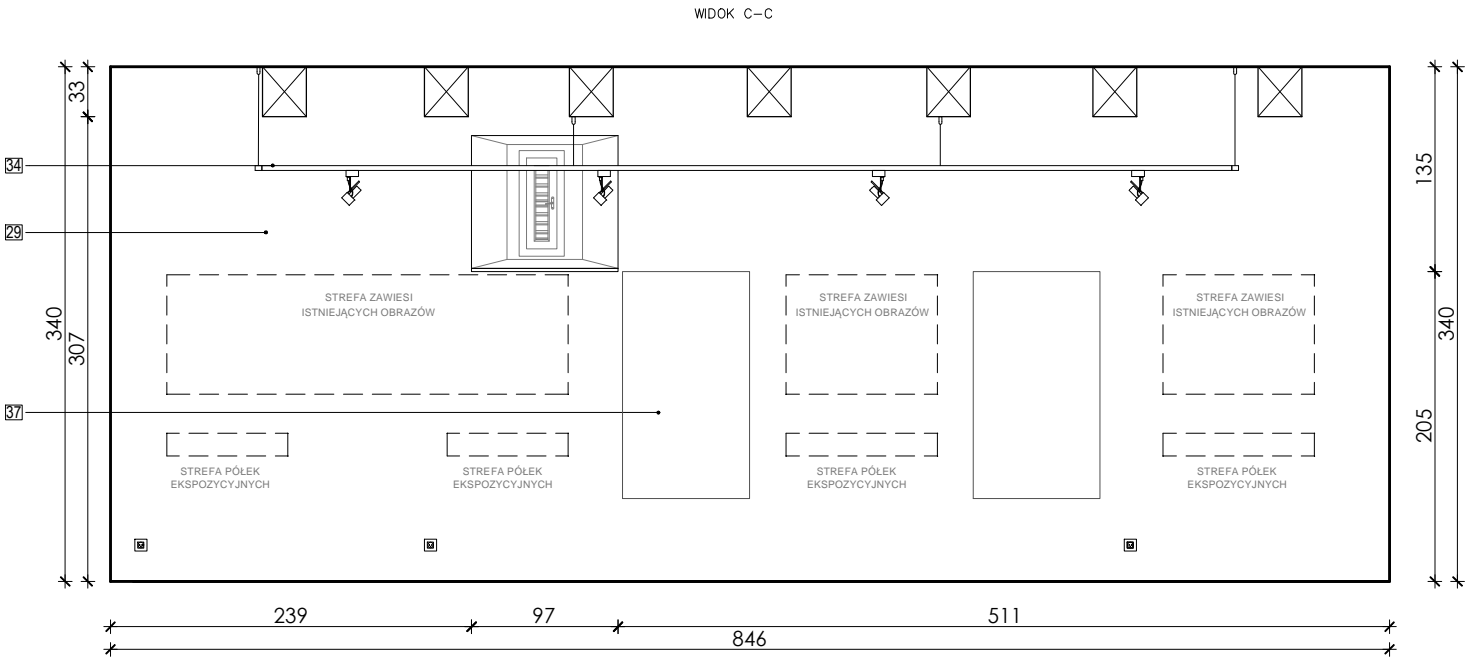 WIDOK C-C
33
34
135
29
STREFA ZAWIESI
ISTNIEJĄCYCH OBRAZÓW
STREFA ZAWIESI
ISTNIEJĄCYCH OBRAZÓW
STREFA ZAWIESI
ISTNIEJĄCYCH OBRAZÓW
340
307
340
37
205
STREFA PÓŁEK
EKSPOZYCYJNYCH
STREFA PÓŁEK
EKSPOZYCYJNYCH
STREFA PÓŁEK
EKSPOZYCYJNYCH
STREFA PÓŁEK
EKSPOZYCYJNYCH
239
97
511
846